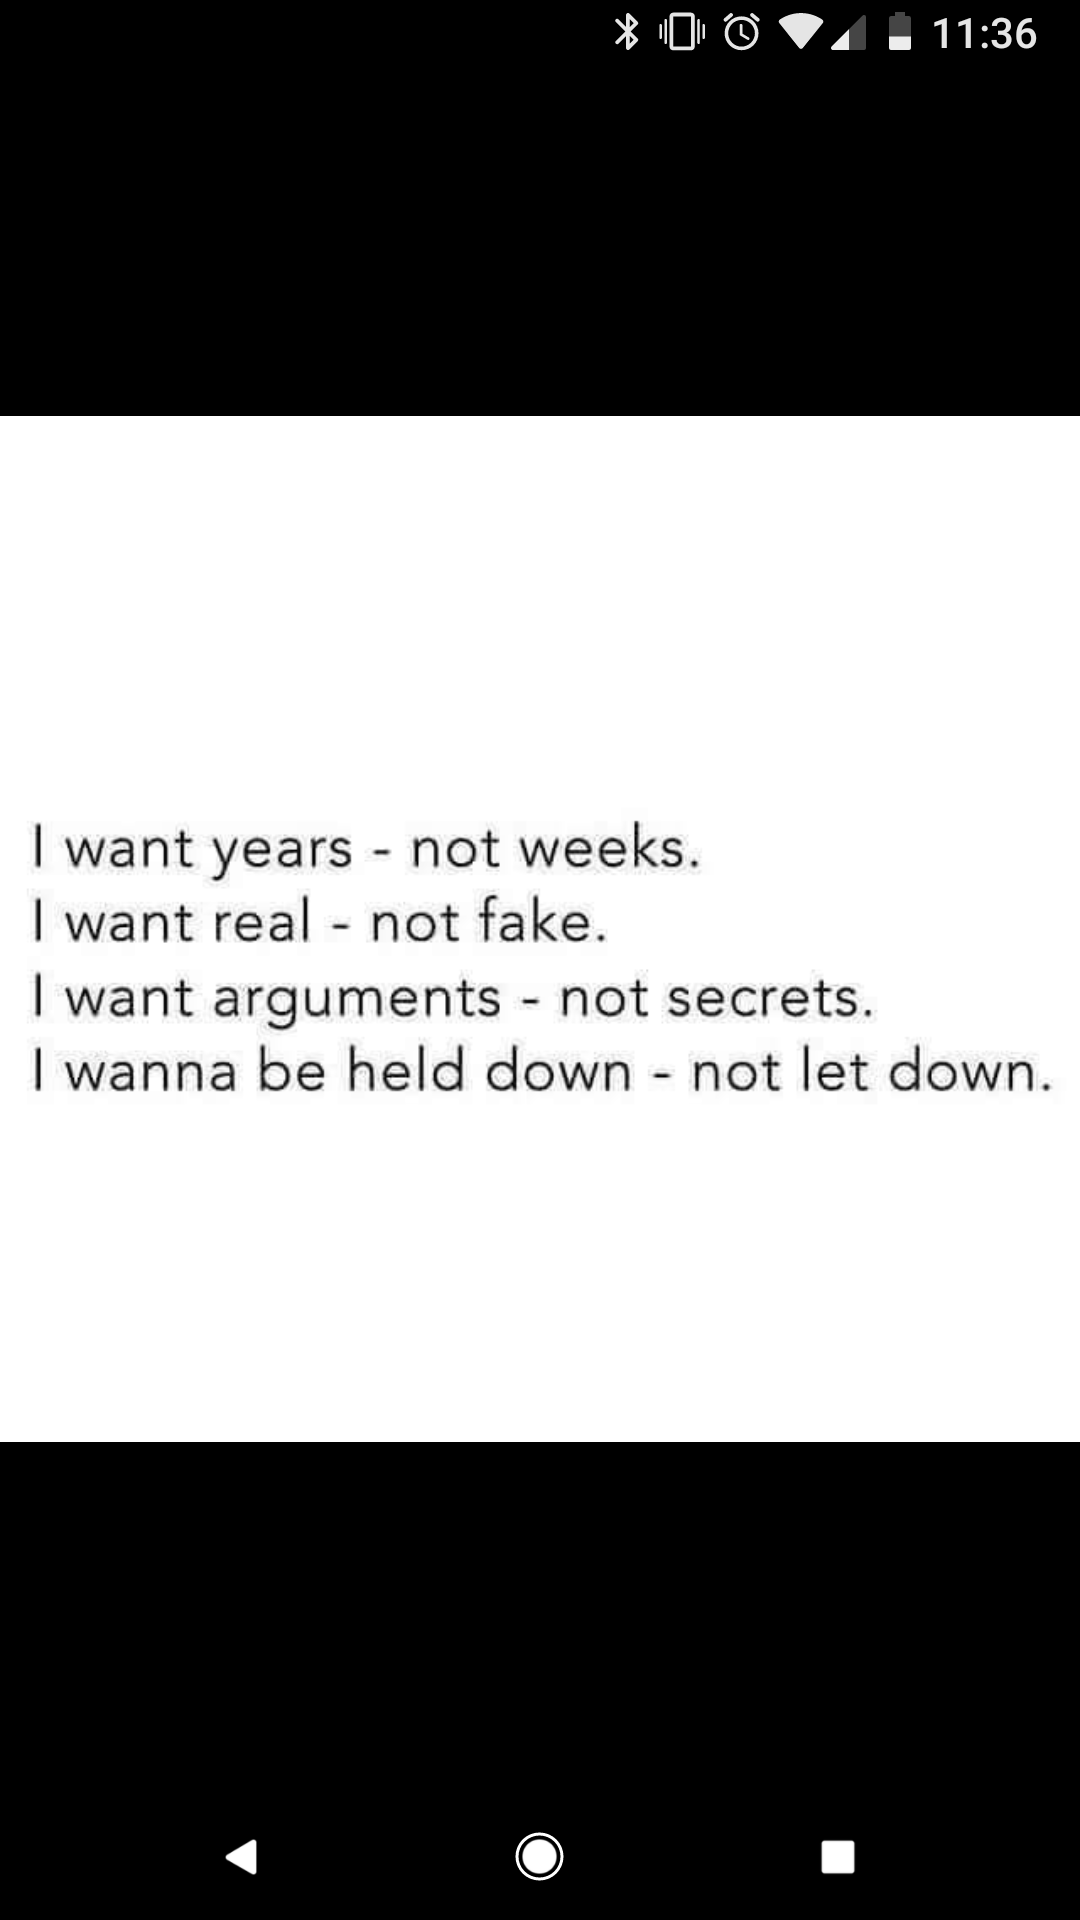 11:36
I want years - not weeks.
I want real - not fake.
I want arguments - not secrets.
I wanna be held down - not let down.